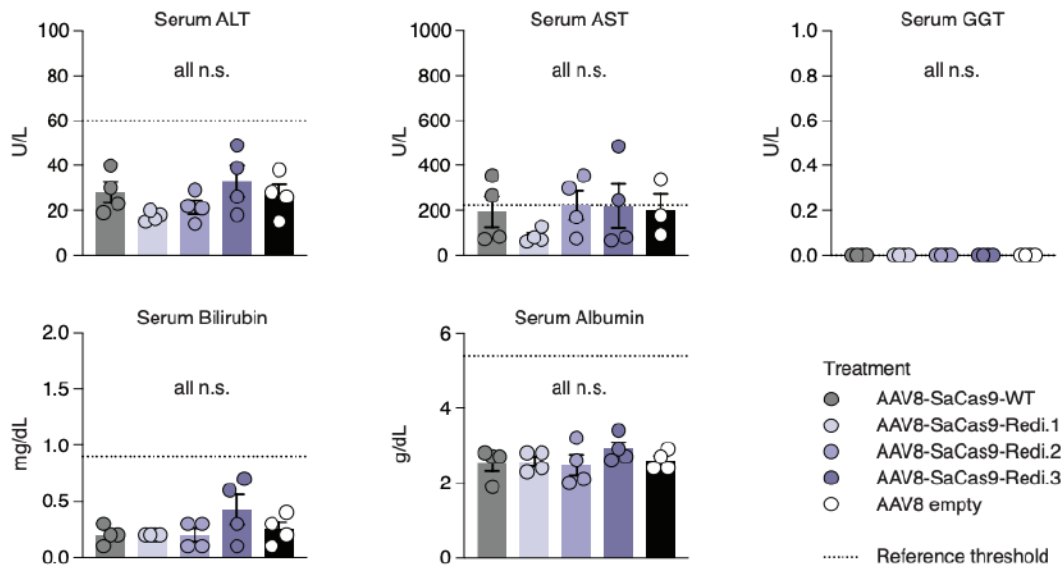 Serum ALT
100
80
60
40
20
0
U/L
all n.s.
Serum AST
1000
800
600
400
200
0
U/L
all n.s.
Serum GGT
1.0
0.8
0.6
0.4
0.2
0.0
U/L
all n.s.
Serum Bilirubin
2.0
1.5
1.0
0.5
0.0
mg/dL
all n.s.
Serum Albumin
6
4
2
0
g/dL
all n.s.
Treatment
AAV8-SaCas9-WT
AAV8-SaCas9-Redi.1
AAV8-SaCas9-Redi.2
AAV8-SaCas9-Redi.3
AAV8 empty
Reference threshold